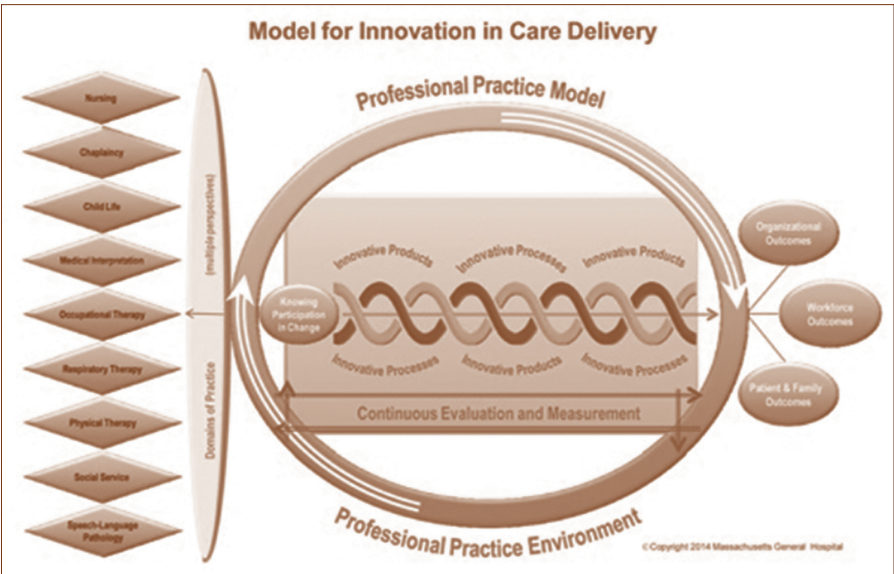 Model for Innovation in Care Delivery
Nursing
Chaplaincy
Child Life
Medical Interpretation
Occupational Therapy
Respiratory Therapy
Physical Therapy
Social Service
Speech-Language
Pathology
(multiple perspectives)
Domains of Practice
Professional Practice Model
Innovative Products
Innovative Processes
Innovative Products
Knowing
Participation
in Change
Innovative Processes
Innovative Products
Innovative Processes
Continuous Evaluation and Measurement
Professional Practice Environment
Organizational
Outcomes
Workforce
Outcomes
Patient & Family
Outcomes
©Copyright 2014 Massachusetts General Hospital